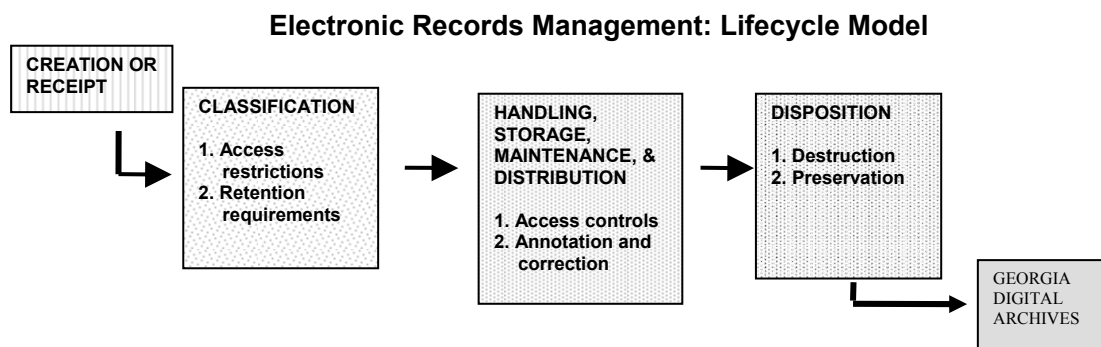 Electronic Records Management: Lifecycle Model
CREATION OR
RECEIPT
CLASSIFICATION
1. Access
restrictions
2. Retention
requirements
HANDLING,
STORAGE,
MAINTENANCE, &
DISTRIBUTION
1. Access controls
2. Annotation and
correction
DISPOSITION
1. Destruction
2. Preservation
GEORGIA
DIGITAL
ARCHIVES